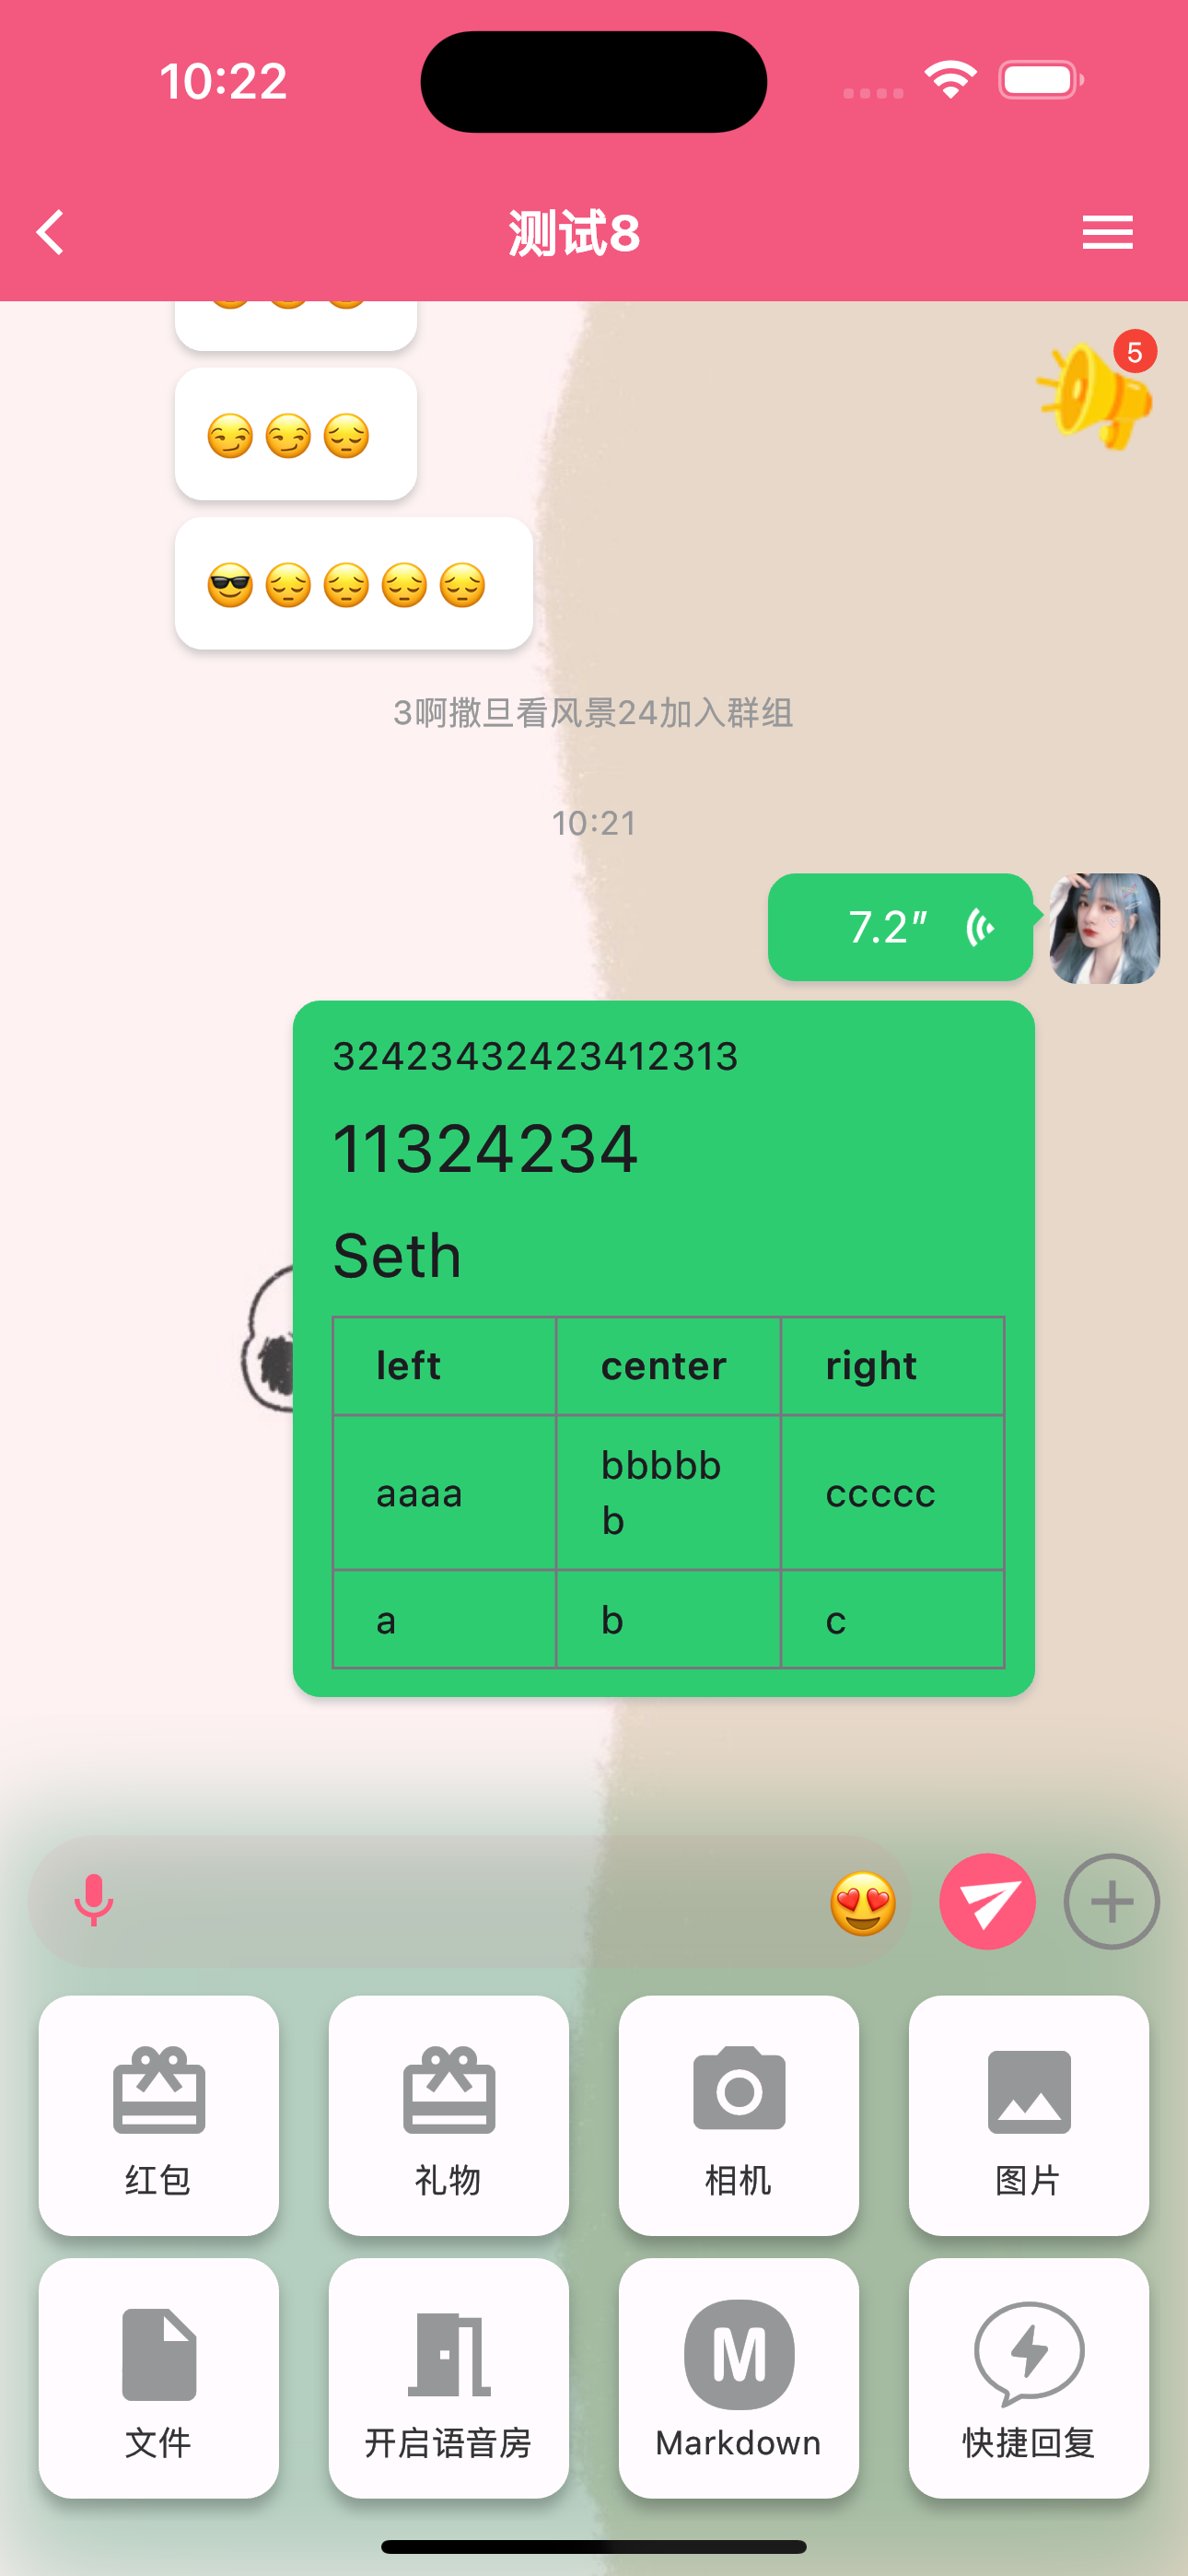 10:22
测试8
5
3啊撒旦看风景24加入群组
10:21
7.2″
32423432423412313
11324234
Seth
left center right
aaaa bbbbb ccccc
b
a b c
红包 礼物 相机 图片
M
文件 开启语音房 Markdown 快捷回复